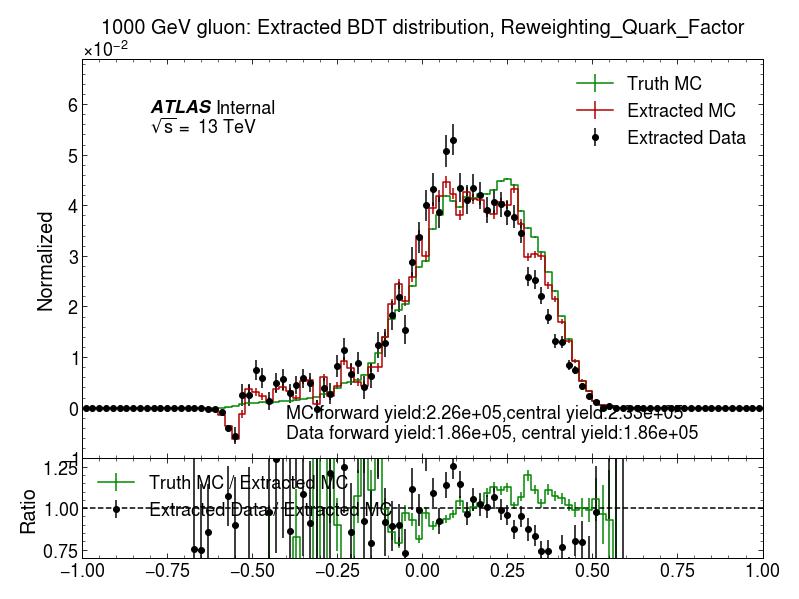 1000 GeV gluon: Extracted BDT distribution, Reweighting_Quark_Factor
×10⁻²
ATLAS Internal
√s = 13 TeV
Truth MC
Extracted MC
Extracted Data
Normalized
6
5
4
3
2
1
0
1
MC forward yield:2.26e+05,central yield:2.33e+05
Data forward yield:1.86e+05, central yield:1.86e+05
Ratio
1.25
1.00
0.75
Truth MC / Extracted MC
Extracted Data / Extracted MC
−1.00 −0.75 −0.50 −0.25 0.00 0.25 0.50 0.75 1.00